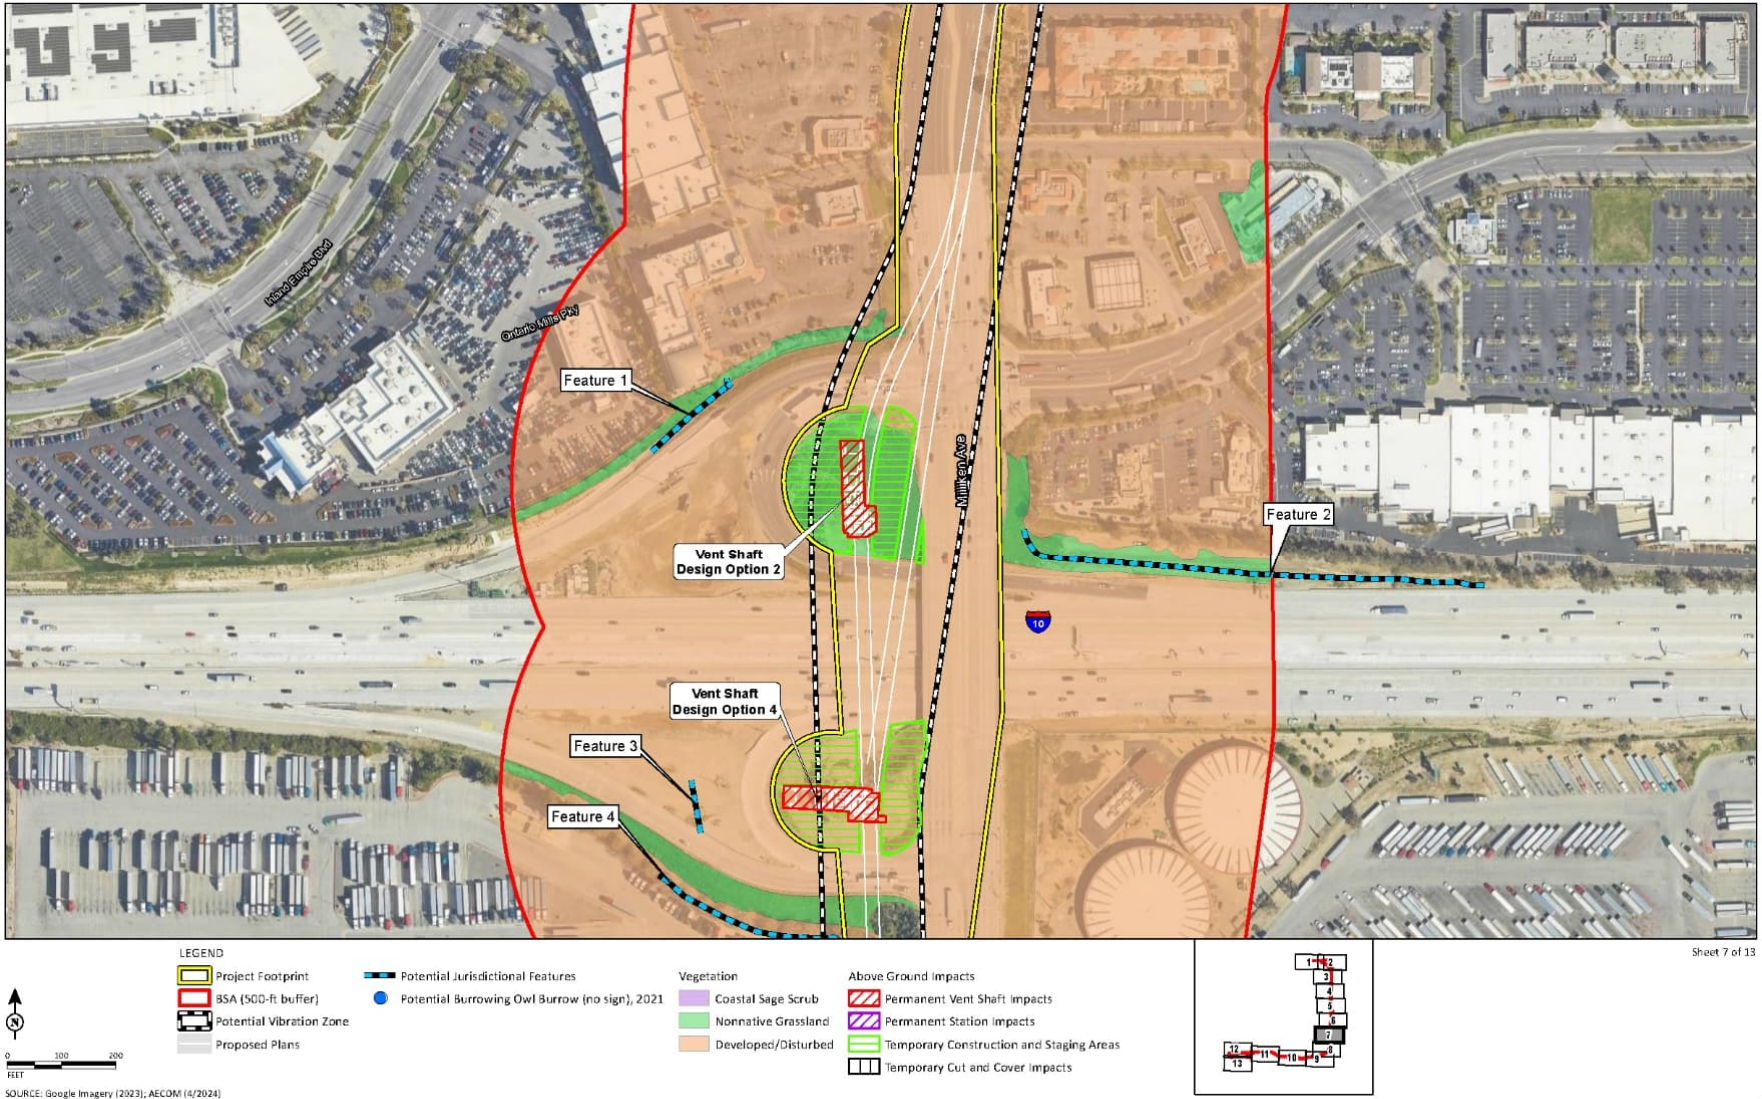 Inland Empire Blvd
Ontario Mills Pky
Feature 1
Milliken Ave
Feature 2
Vent Shaft
Design Option 2
10
Vent Shaft
Design Option 4
Feature 3
Feature 4
Sheet 7 of 13
LEGEND
Project Footprint
BSA (500-ft buffer)
Potential Vibration Zone
Proposed Plans
Potential Jurisdictional Features
Potential Burrowing Owl Burrow (no sign), 2021
Vegetation
Coastal Sage Scrub
Nonnative Grassland
Developed/Disturbed
Above Ground Impacts
Permanent Vent Shaft Impacts
Permanent Station Impacts
Temporary Construction and Staging Areas
Temporary Cut and Cover Impacts
N
0 100 200
FEET
1 2
3
4
5
6
7
8
12 11 10 9
13
SOURCE: Google Imagery (2023); AECOM (4/2024)